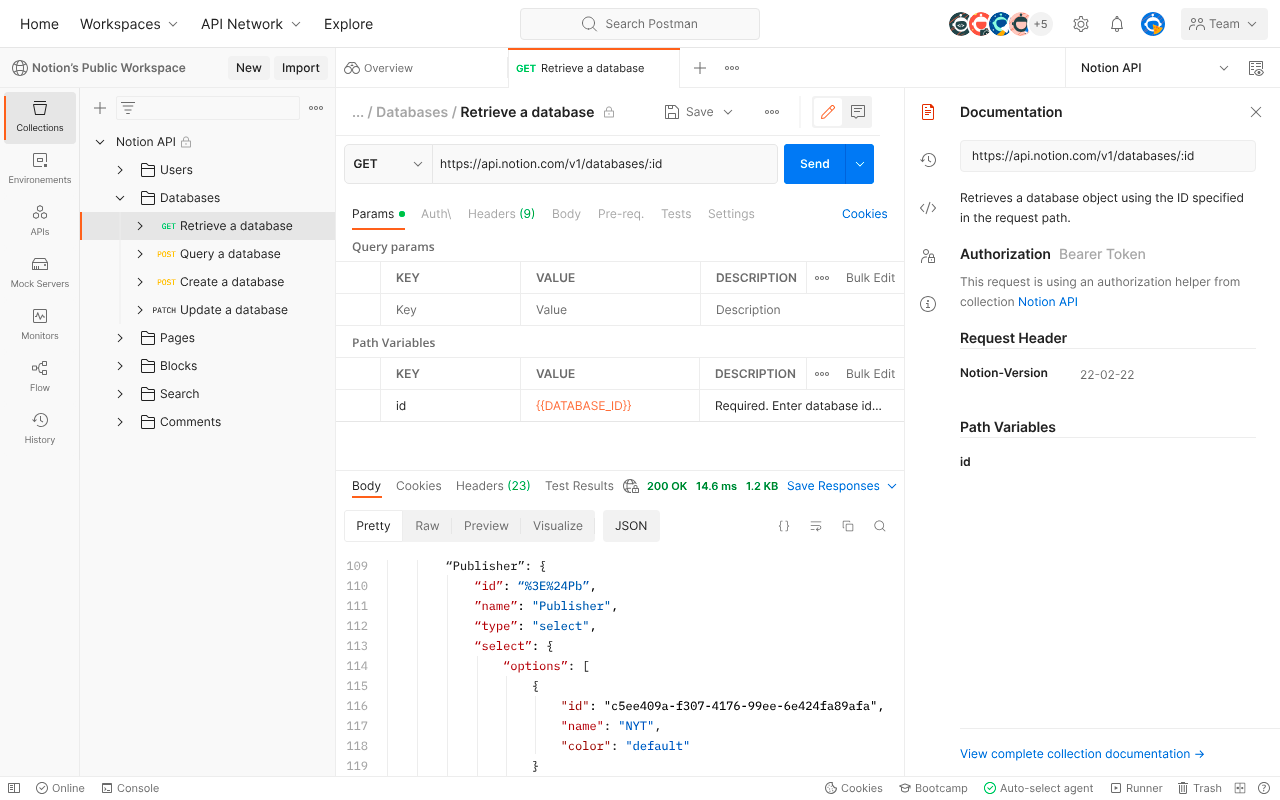 Home Workspaces API Network Explore Search Postman +5 Team
Notion's Public Workspace New Import Overview GET Retrieve a database Notion API
Collections
Environements
APIs
Mock Servers
Monitors
Flow
History
Notion API
Users
Databases
GET Retrieve a database
POST Query a database
POST Create a database
PATCH Update a database
Pages
Blocks
Search
Comments
... / Databases / Retrieve a database Save
GET https://api.notion.com/v1/databases/:id Send
Params Auth\ Headers (9) Body Pre-req. Tests Settings Cookies
Query params
KEY VALUE DESCRIPTION Bulk Edit
Key Value Description
Path Variables
KEY VALUE DESCRIPTION Bulk Edit
id {{DATABASE_ID}} Required. Enter database id...
Body Cookies Headers (23) Test Results 200 OK 14.6 ms 1.2 KB Save Responses
Pretty Raw Preview Visualize JSON {}
109 “Publisher”: {
110 “id”: “%3E%24Pb”,
111 ”name”: "Publisher",
112 “type”: "select",
113 “select”: {
114 “options”: [
115 {
116 "id": "c5ee409a-f307-4176-99ee-6e424fa89afa",
117 "name": "NYT",
118 "color": "default"
119 }
Documentation
https://api.notion.com/v1/databases/:id
Retrieves a database object using the ID specified
in the request path.
Authorization Bearer Token
This request is using an authorization helper from
collection Notion API
Request Header
Notion-Version 22-02-22
Path Variables
id
View complete collection documentation →
Online Console Cookies Bootcamp Auto-select agent Runner Trash